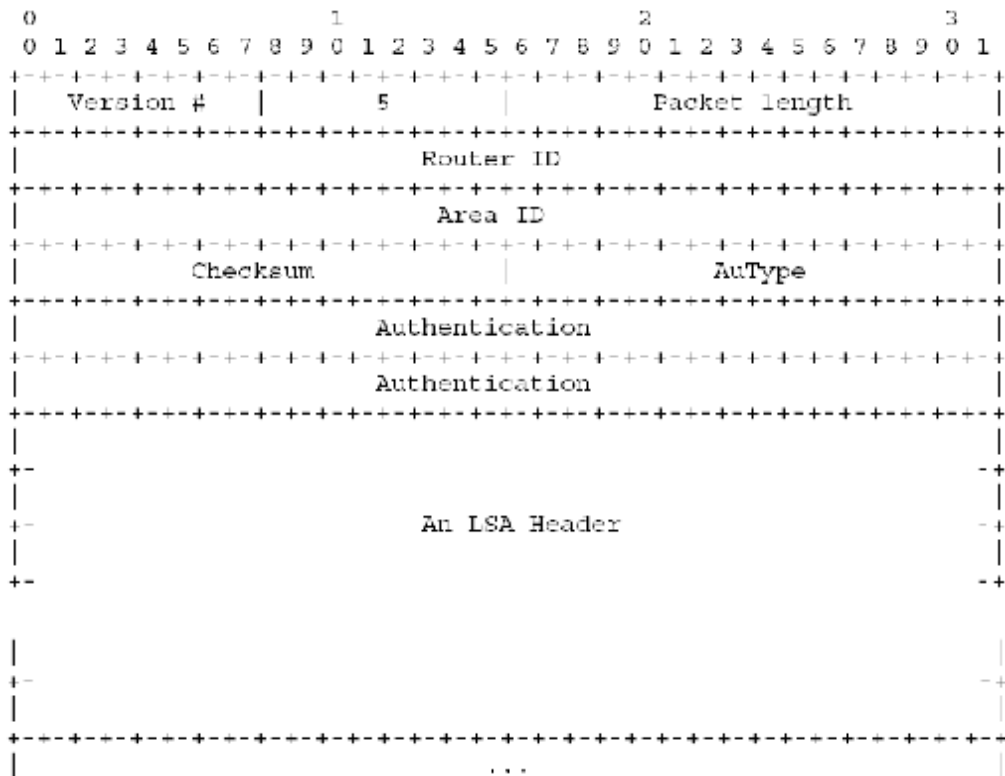 0                   1                   2                   3
 0 1 2 3 4 5 6 7 8 9 0 1 2 3 4 5 6 7 8 9 0 1 2 3 4 5 6 7 8 9 0 1
+-+-+-+-+-+-+-+-+-+-+-+-+-+-+-+-+-+-+-+-+-+-+-+-+-+-+-+-+-+-+-+-+
|   Version #   |       5       |         Packet length         |
+-+-+-+-+-+-+-+-+-+-+-+-+-+-+-+-+-+-+-+-+-+-+-+-+-+-+-+-+-+-+-+-+
|                          Router ID                            |
+-+-+-+-+-+-+-+-+-+-+-+-+-+-+-+-+-+-+-+-+-+-+-+-+-+-+-+-+-+-+-+-+
|                           Area ID                             |
+-+-+-+-+-+-+-+-+-+-+-+-+-+-+-+-+-+-+-+-+-+-+-+-+-+-+-+-+-+-+-+-+
|           Checksum            |             AuType            |
+-+-+-+-+-+-+-+-+-+-+-+-+-+-+-+-+-+-+-+-+-+-+-+-+-+-+-+-+-+-+-+-+
|                       Authentication                          |
+-+-+-+-+-+-+-+-+-+-+-+-+-+-+-+-+-+-+-+-+-+-+-+-+-+-+-+-+-+-+-+-+
|                       Authentication                          |
+-+-+-+-+-+-+-+-+-+-+-+-+-+-+-+-+-+-+-+-+-+-+-+-+-+-+-+-+-+-+-+-+
|                                                               |
+-                                                             -+
|                                                               |
+-                         An LSA Header                       -+
|                                                               |
+-                                                             -+

|                                                               |
+-                                                             -+
|                                                               |
+-+-+-+-+-+-+-+-+-+-+-+-+-+-+-+-+-+-+-+-+-+-+-+-+-+-+-+-+-+-+-+-+
|                              ...                              |